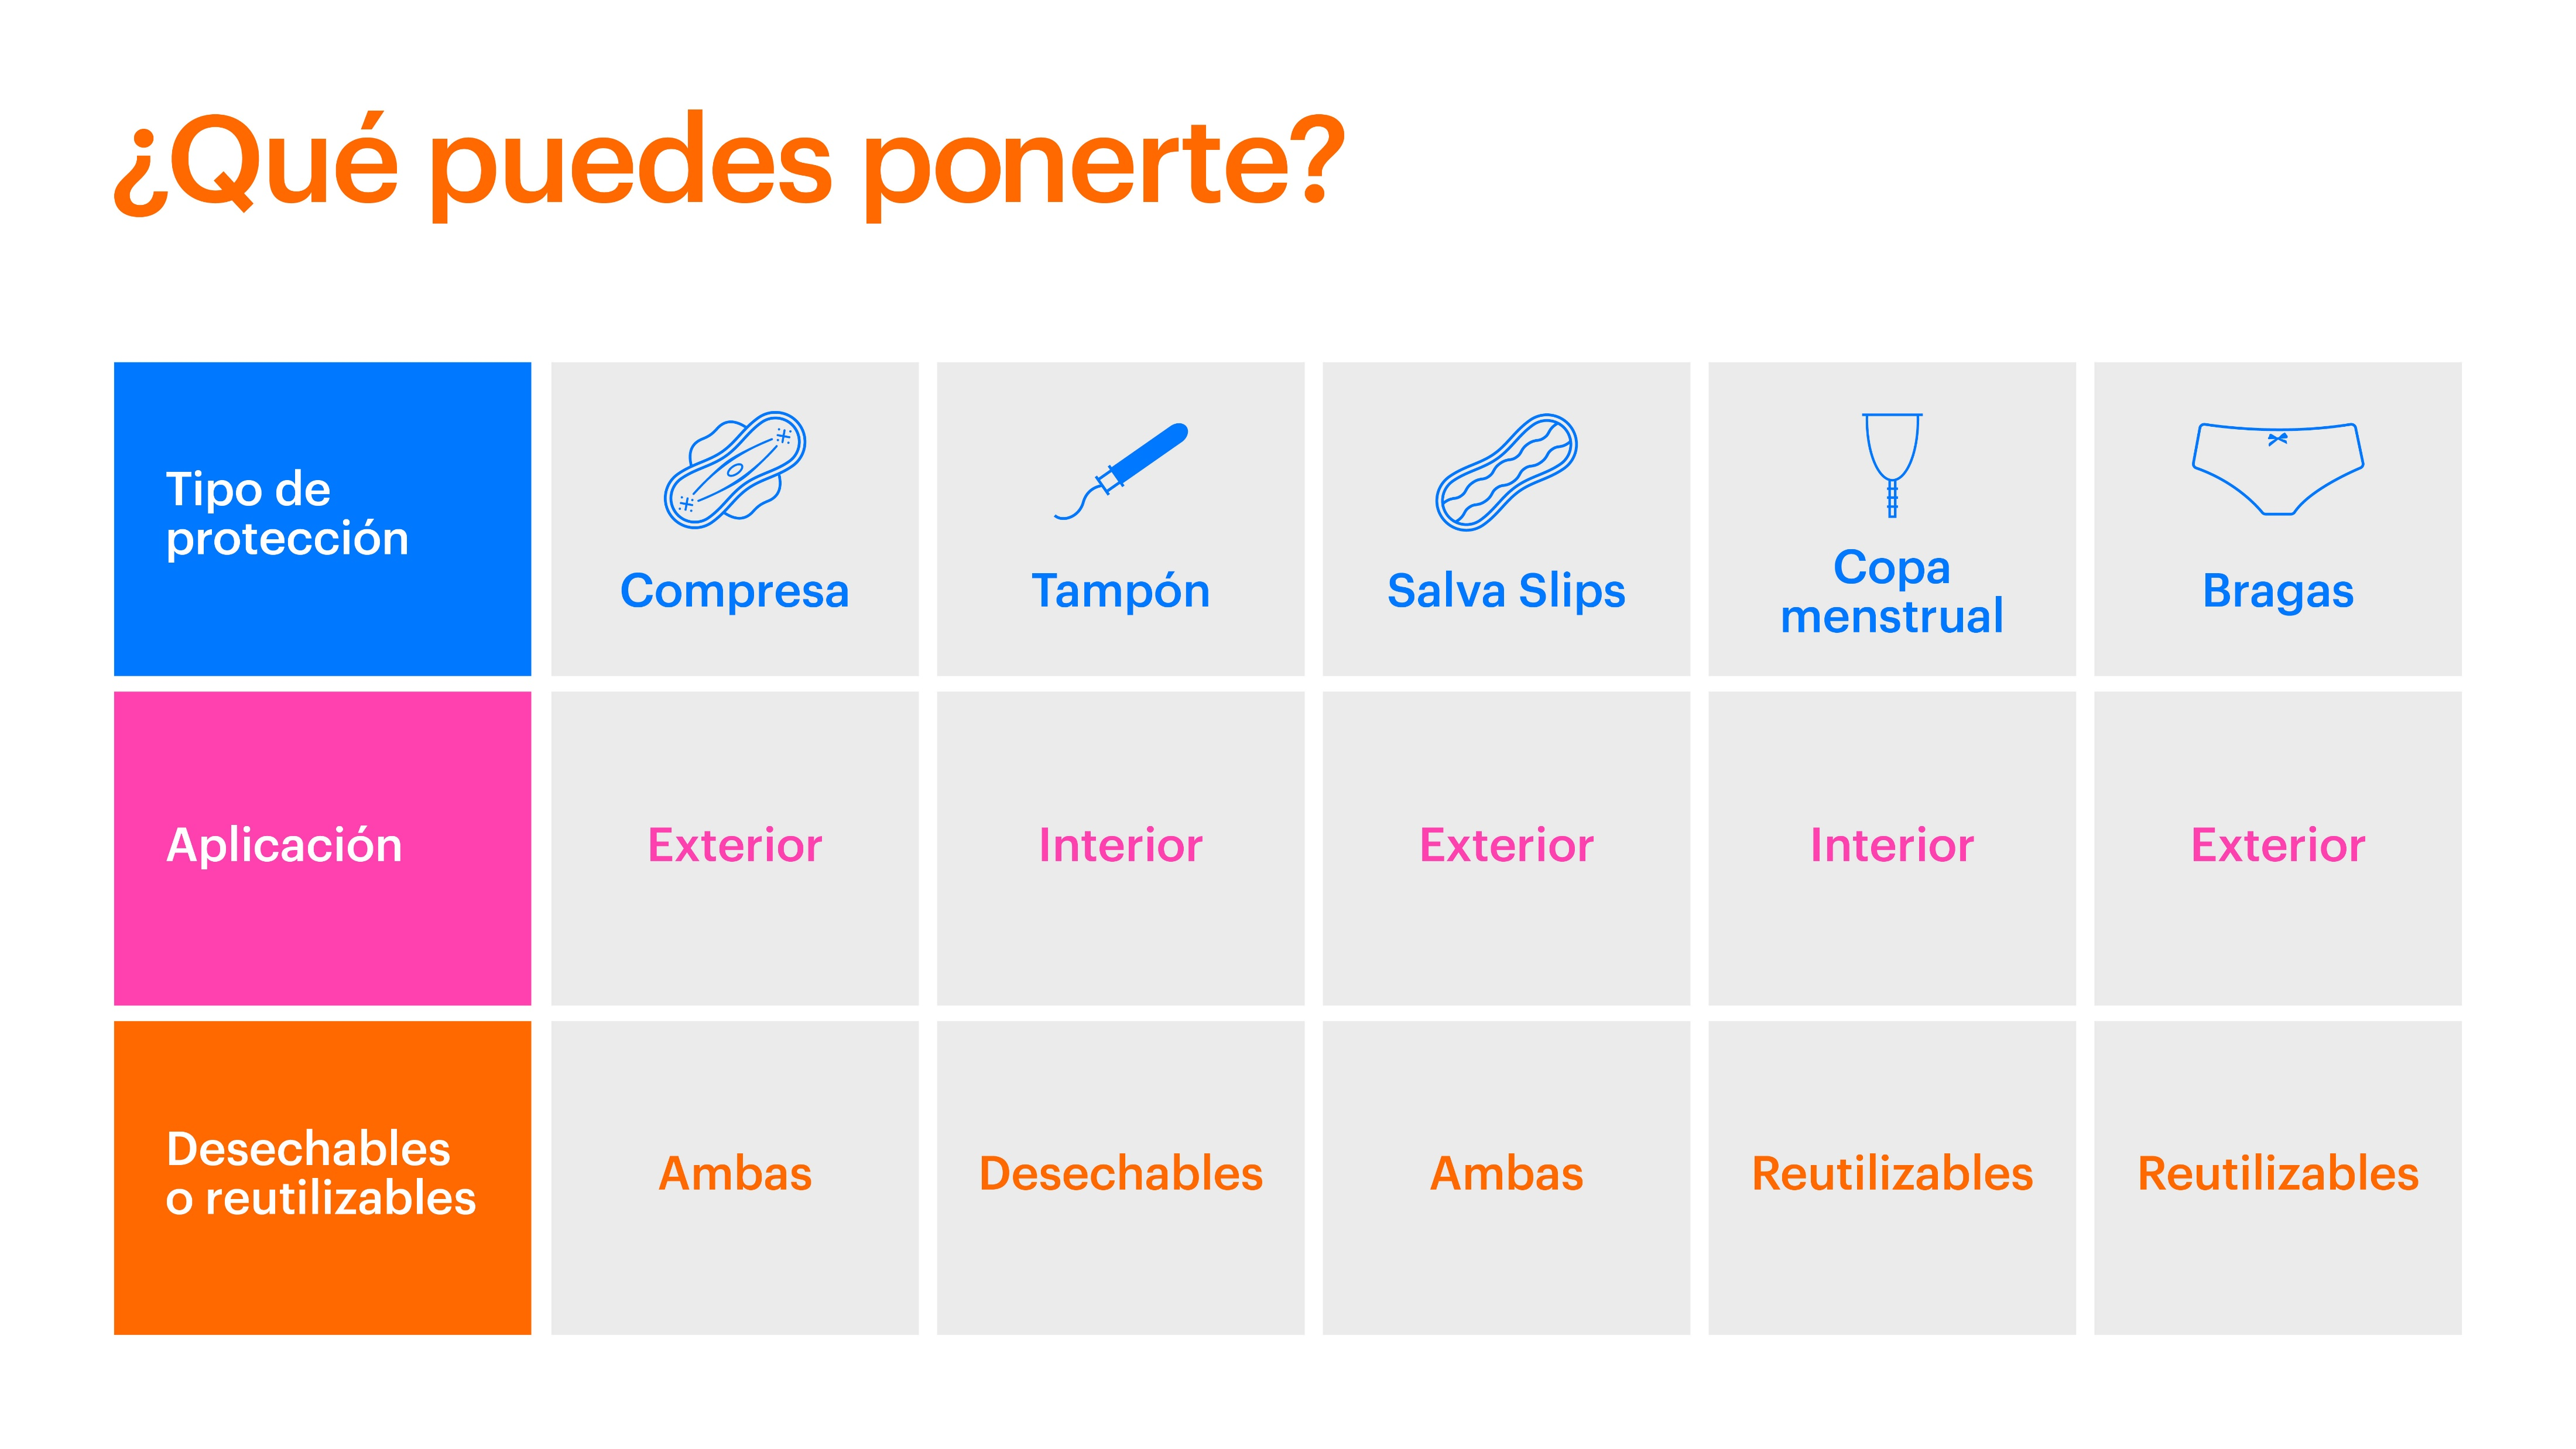 ¿Qué puedes ponerte?
Tipo de
protección
Compresa
Tampón
Salva Slips
Copa
menstrual
Bragas
Aplicación
Exterior
Interior
Exterior
Interior
Exterior
Desechables
o reutilizables
Ambas
Desechables
Ambas
Reutilizables
Reutilizables